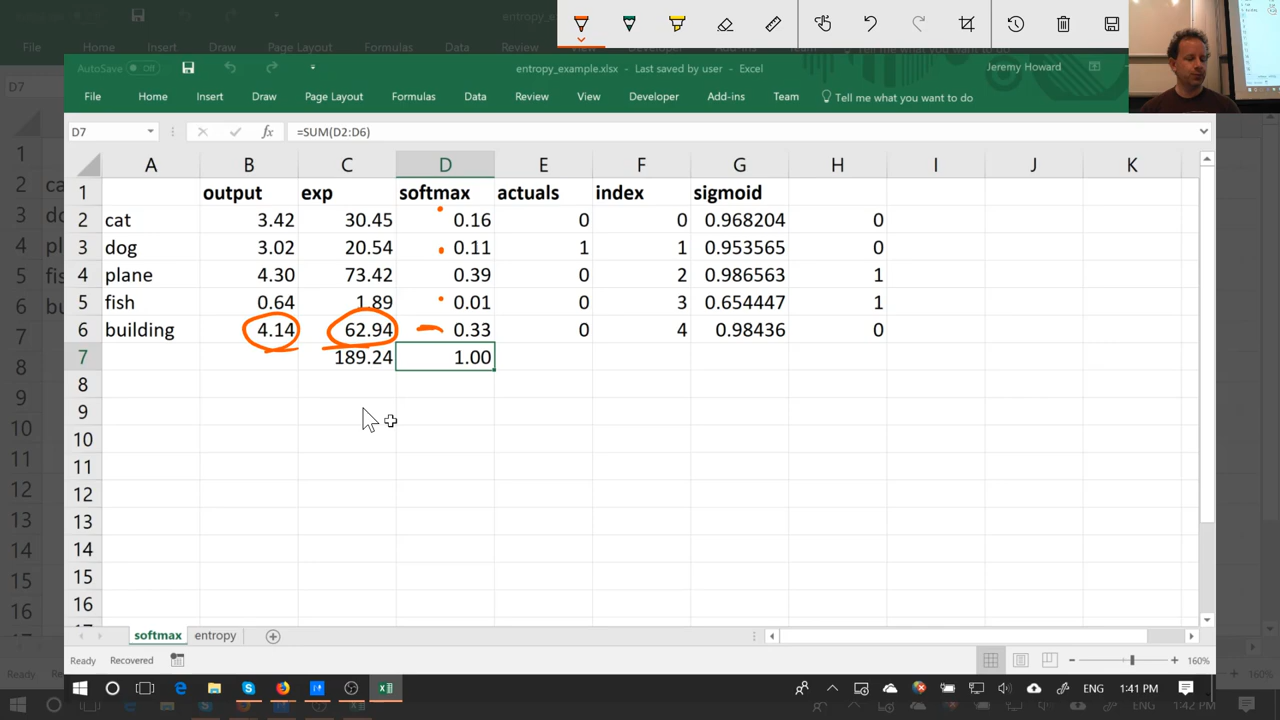 AutoSave Off
entropy_example.xlsx - Last saved by user - Excel
Jeremy Howard
File Home Insert Draw Page Layout Formulas Data Review View Developer Add-ins Team Tell me what you want to do
D7 fx =SUM(D2:D6)
A B C D E F G H I J K
1 output exp softmax actuals index sigmoid
2 cat 3.42 30.45 0.16 0 0 0.968204 0
3 dog 3.02 20.54 0.11 1 1 0.953565 0
4 plane 4.30 73.42 0.39 0 2 0.986563 1
5 fish 0.64 1.89 0.01 0 3 0.654447 1
6 building 4.14 62.94 0.33 0 4 0.98436 0
7 189.24 1.00
8
9
10
11
12
13
14
15
16
softmax entropy
Ready Recovered 160%
ENG 1:41 PM
ENG 1:42 PM